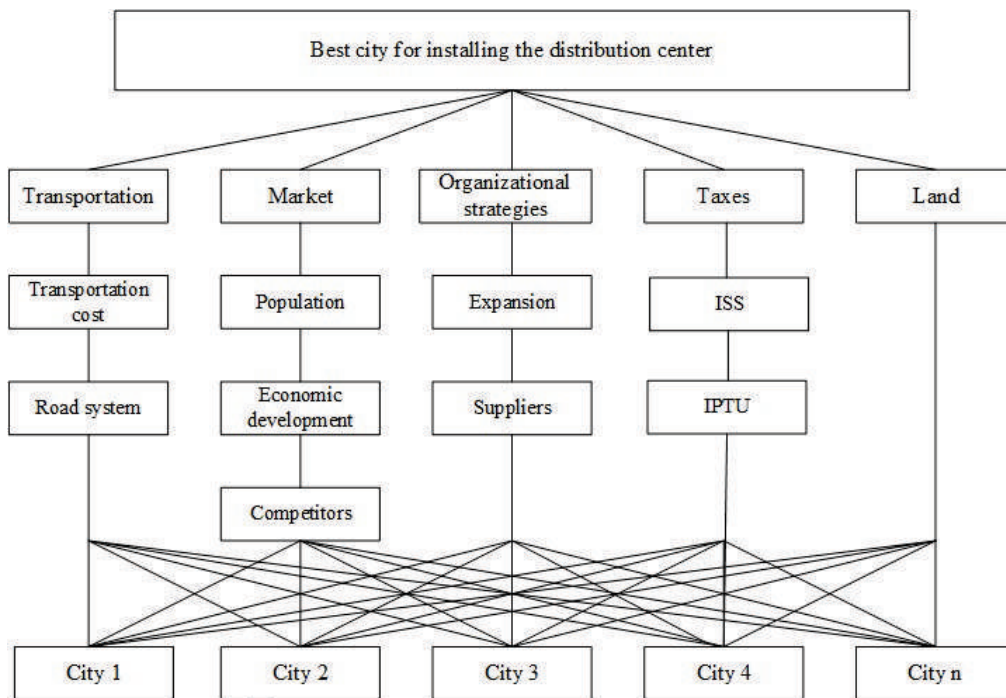 Best city for installing the distribution center
Transportation
Market
Organizational
strategies
Taxes
Land
Transportation
cost
Population
Expansion
ISS
Road system
Economic
development
Suppliers
IPTU
Competitors
City 1
City 2
City 3
City 4
City n